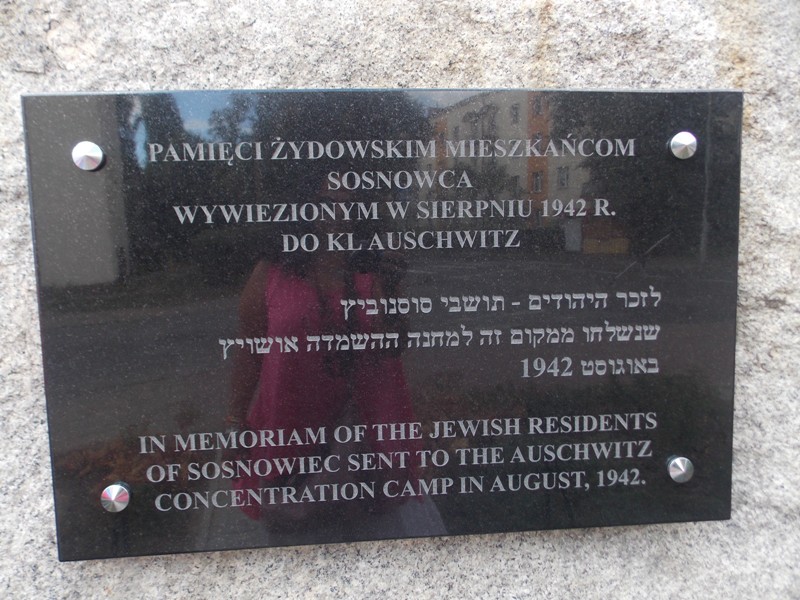 PAMIĘCI ŻYDOWSKIM MIESZKAŃCOM
SOSNOWCA
WYWIEZIONYM W SIERPNIU 1942 R.
DO KL AUSCHWITZ
לזכר היהודים - תושבי סוסנוביץ
שנשלחו ממקום זה למחנה ההשמדה אושויץ
באוגוסט 1942
IN MEMORIAM OF THE JEWISH RESIDENTS
OF SOSNOWIEC SENT TO THE AUSCHWITZ
CONCENTRATION CAMP IN AUGUST, 1942.